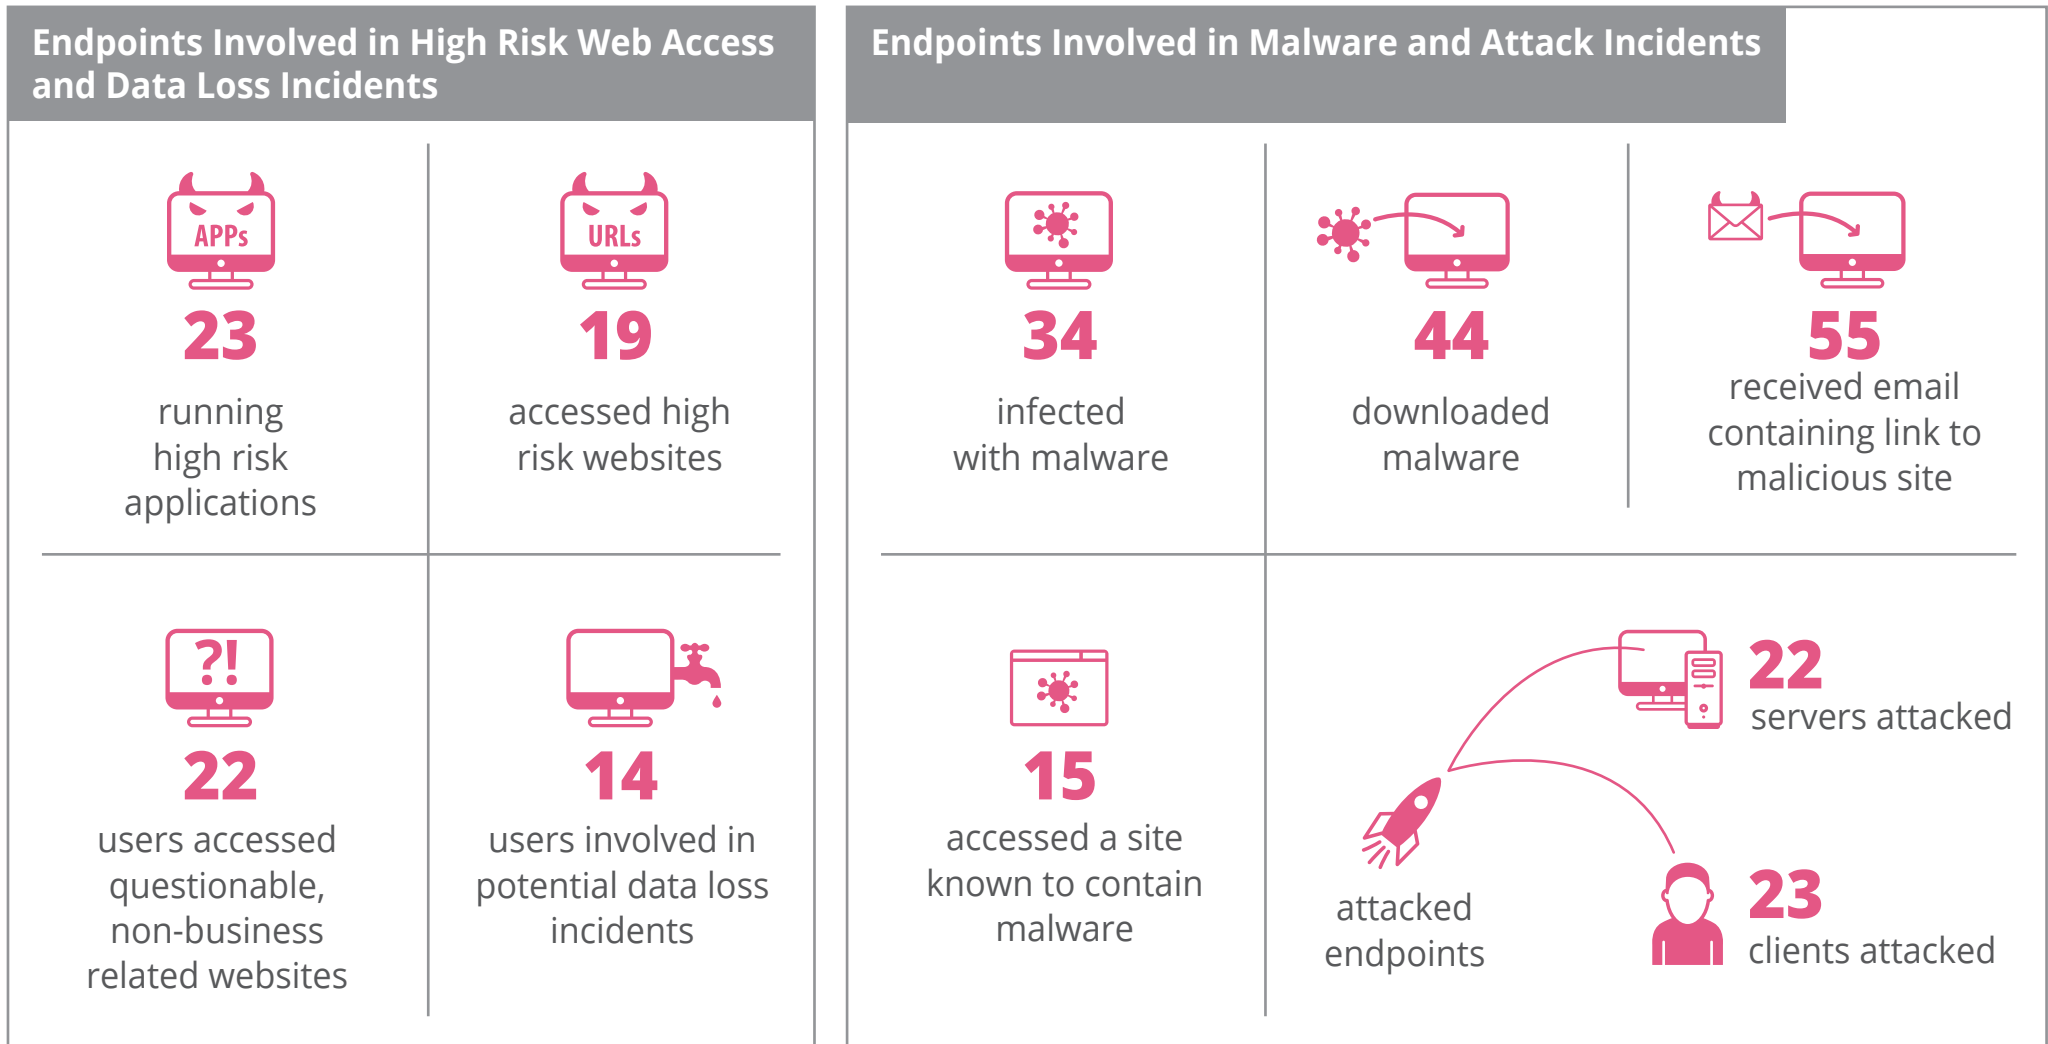 Endpoints Involved in High Risk Web Access
and Data Loss Incidents
APPs
23
running
high risk
applications
URLs
19
accessed high
risk websites
?!
22
users accessed
questionable,
non-business
related websites
14
users involved in
potential data loss
incidents
Endpoints Involved in Malware and Attack Incidents
34
infected
with malware
44
downloaded
malware
55
received email
containing link to
malicious site
15
accessed a site
known to contain
malware
attacked
endpoints
22
servers attacked
23
clients attacked